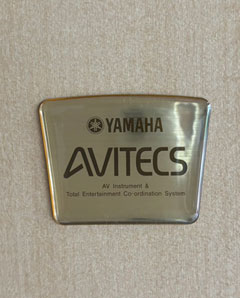 YAMAHA
AVITECS
AV Instrument &
Total Entertainment Co-ordination System